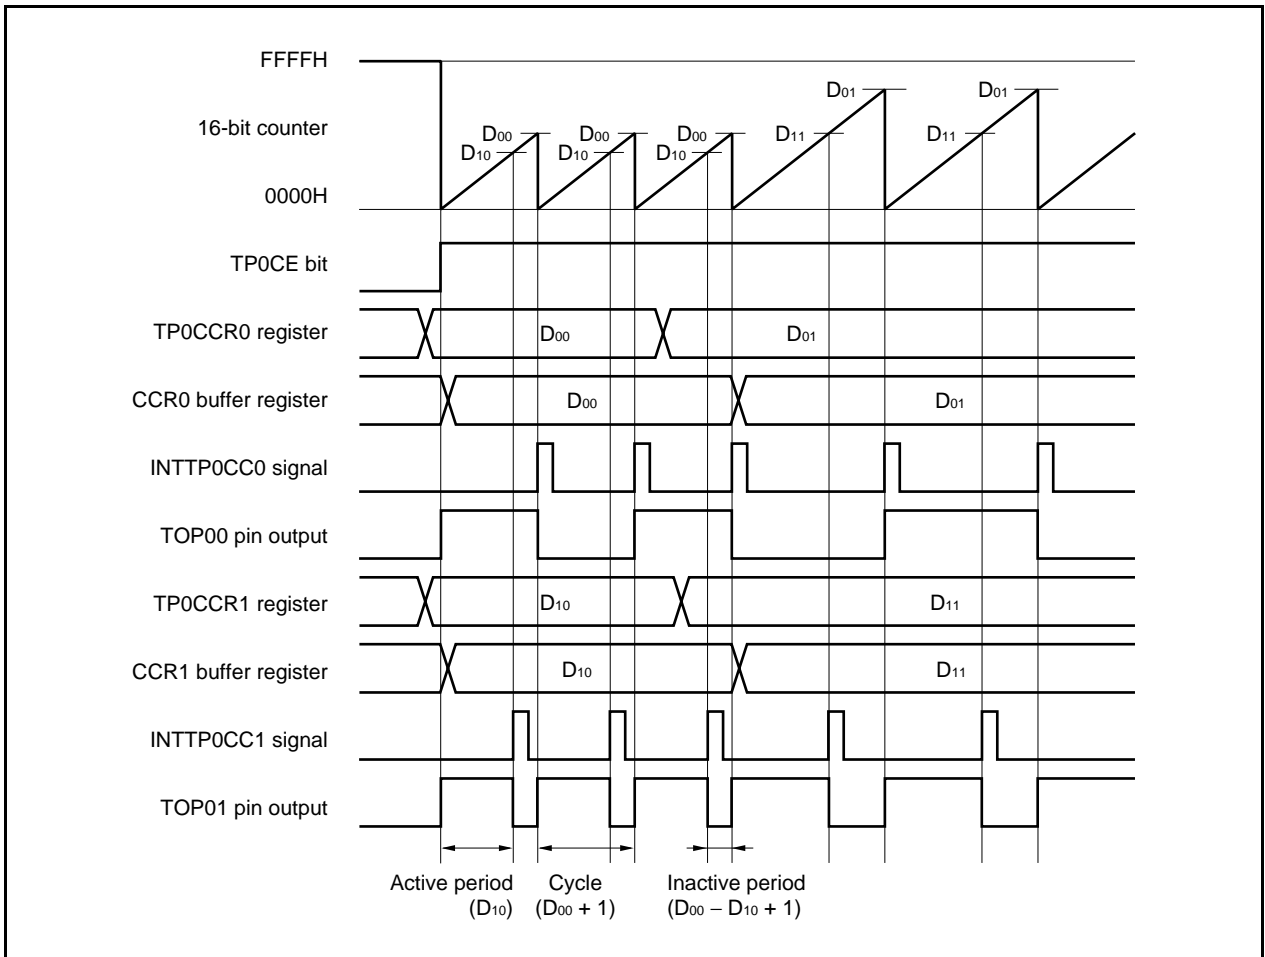 FFFFH
D01 D01
16-bit counter
D00 D00 D00 D11 D11
D10 D10 D10
0000H
TP0CE bit
TP0CCR0 register
D00 D01
CCR0 buffer register
D00 D01
INTTP0CC0 signal
TOP00 pin output
TP0CCR1 register
D10 D11
CCR1 buffer register
D10 D11
INTTP0CC1 signal
TOP01 pin output
Active period Cycle Inactive period
(D10) (D00 + 1) (D00 − D10 + 1)